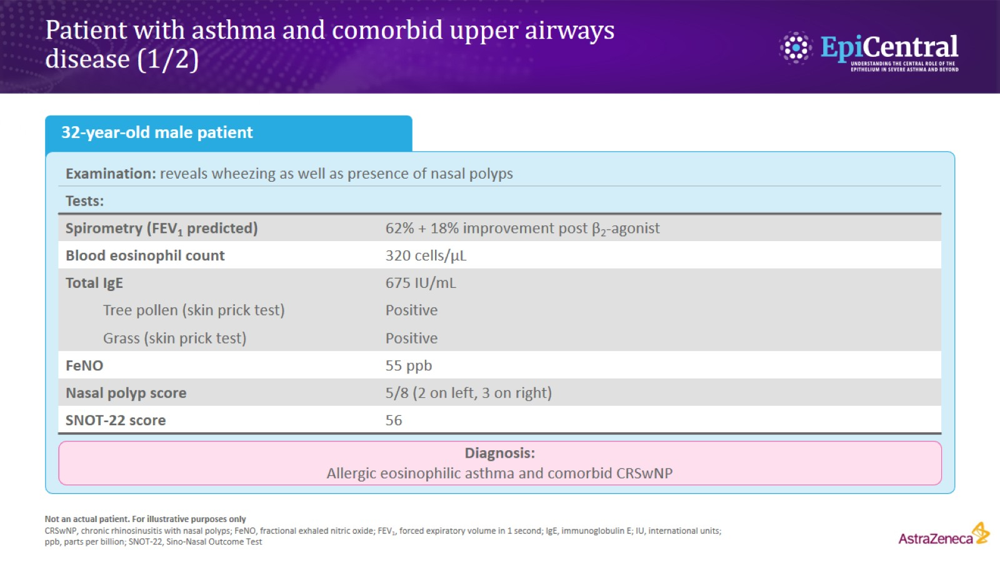 Patient with asthma and comorbid upper airways
disease (1/2)
EpiCentral
UNDERSTANDING THE CENTRAL ROLE OF THE
EPITHELIUM IN SEVERE ASTHMA AND BEYOND
32-year-old male patient
Examination: reveals wheezing as well as presence of nasal polyps
Tests:
Spirometry (FEV₁ predicted) 62% + 18% improvement post β₂-agonist
Blood eosinophil count 320 cells/µL
Total IgE 675 IU/mL
Tree pollen (skin prick test) Positive
Grass (skin prick test) Positive
FeNO 55 ppb
Nasal polyp score 5/8 (2 on left, 3 on right)
SNOT-22 score 56
Diagnosis:
Allergic eosinophilic asthma and comorbid CRSwNP
Not an actual patient. For illustrative purposes only
CRSwNP, chronic rhinosinusitis with nasal polyps; FeNO, fractional exhaled nitric oxide; FEV₁, forced expiratory volume in 1 second; IgE, immunoglobulin E; IU, international units;
ppb, parts per billion; SNOT-22, Sino-Nasal Outcome Test
AstraZeneca